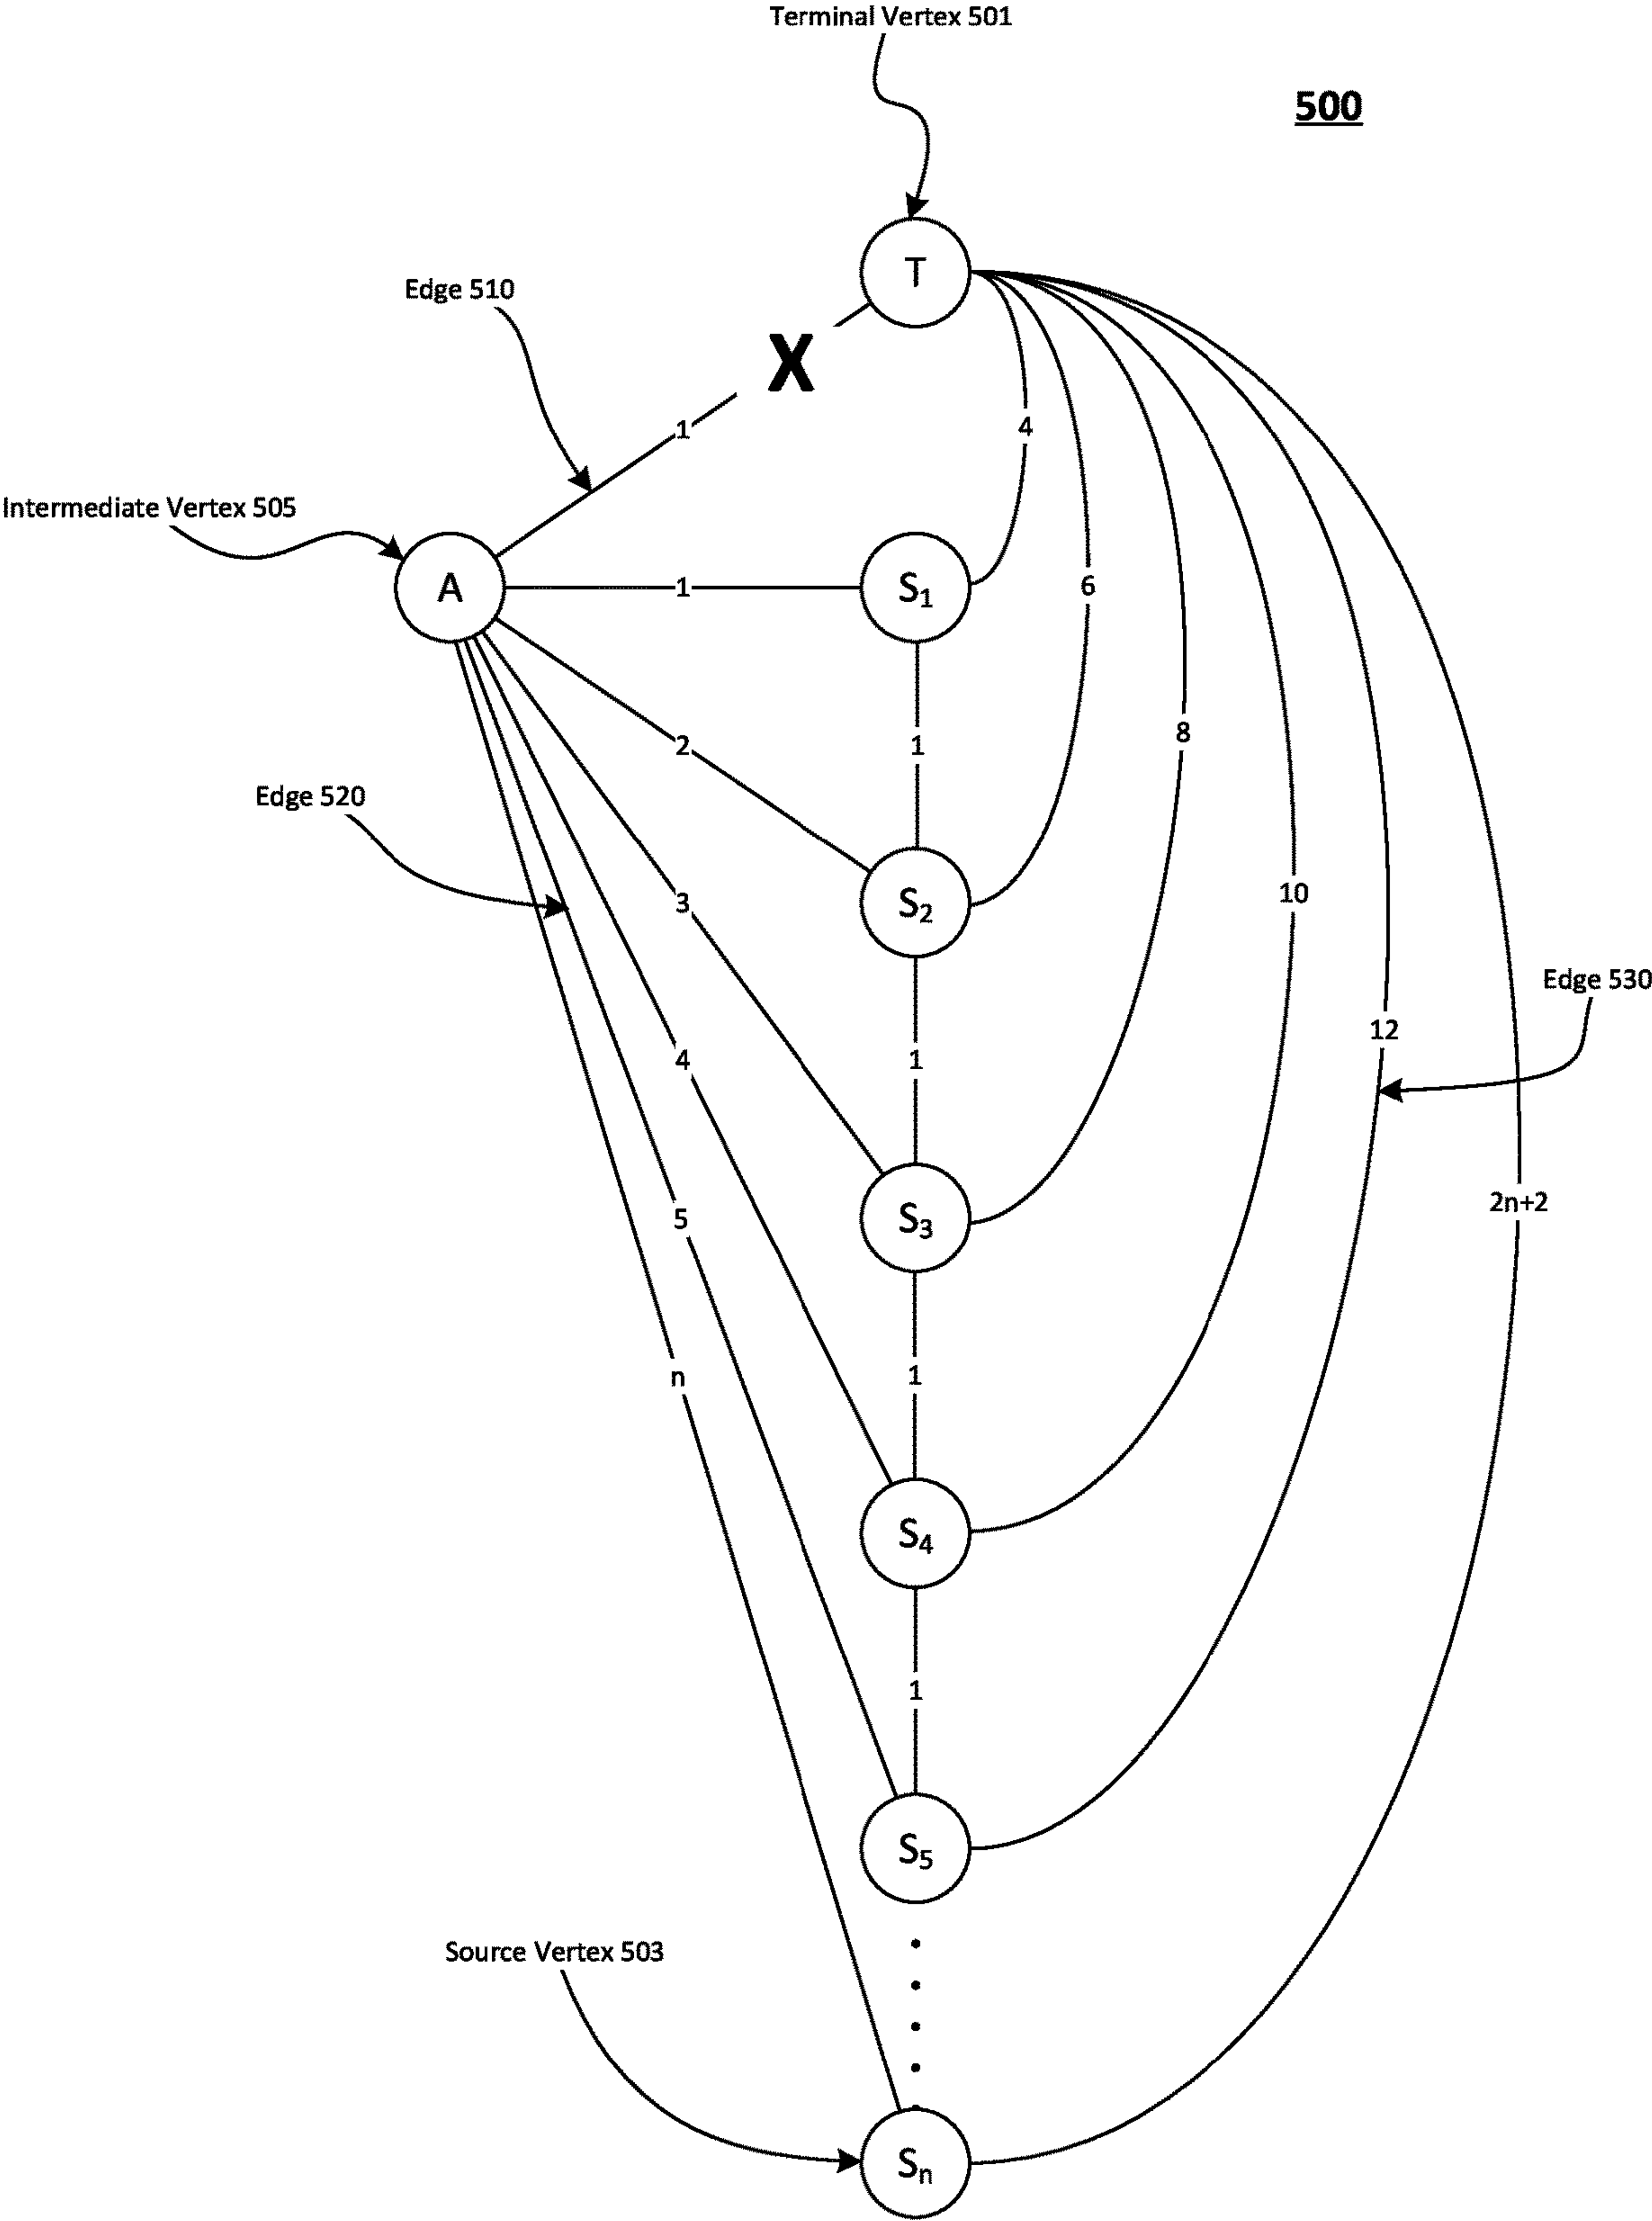 Terminal Vertex 501
500
T
Edge 510
X
1
4
Intermediate Vertex 505
A
1
S1
6
2
1
8
Edge 520
3
S2
10
Edge 530
4
1
12
5
S3
2n+2
n
1
S4
1
S5
Source Vertex 503
Sn